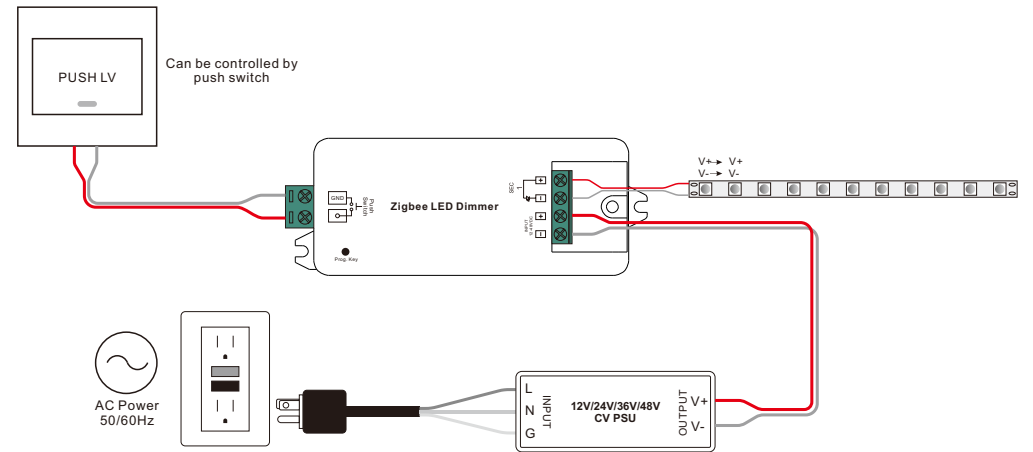 PUSH LV
Can be controlled by
push switch
GND
Push
Switch
Prog. Key
Zigbee LED Dimmer
+
-
+
-
V+ → V+
V- → V-
AC Power
50/60Hz
L
N
G
INPUT
12V/24V/36V/48V
CV PSU
OUTPUT
V+
V-